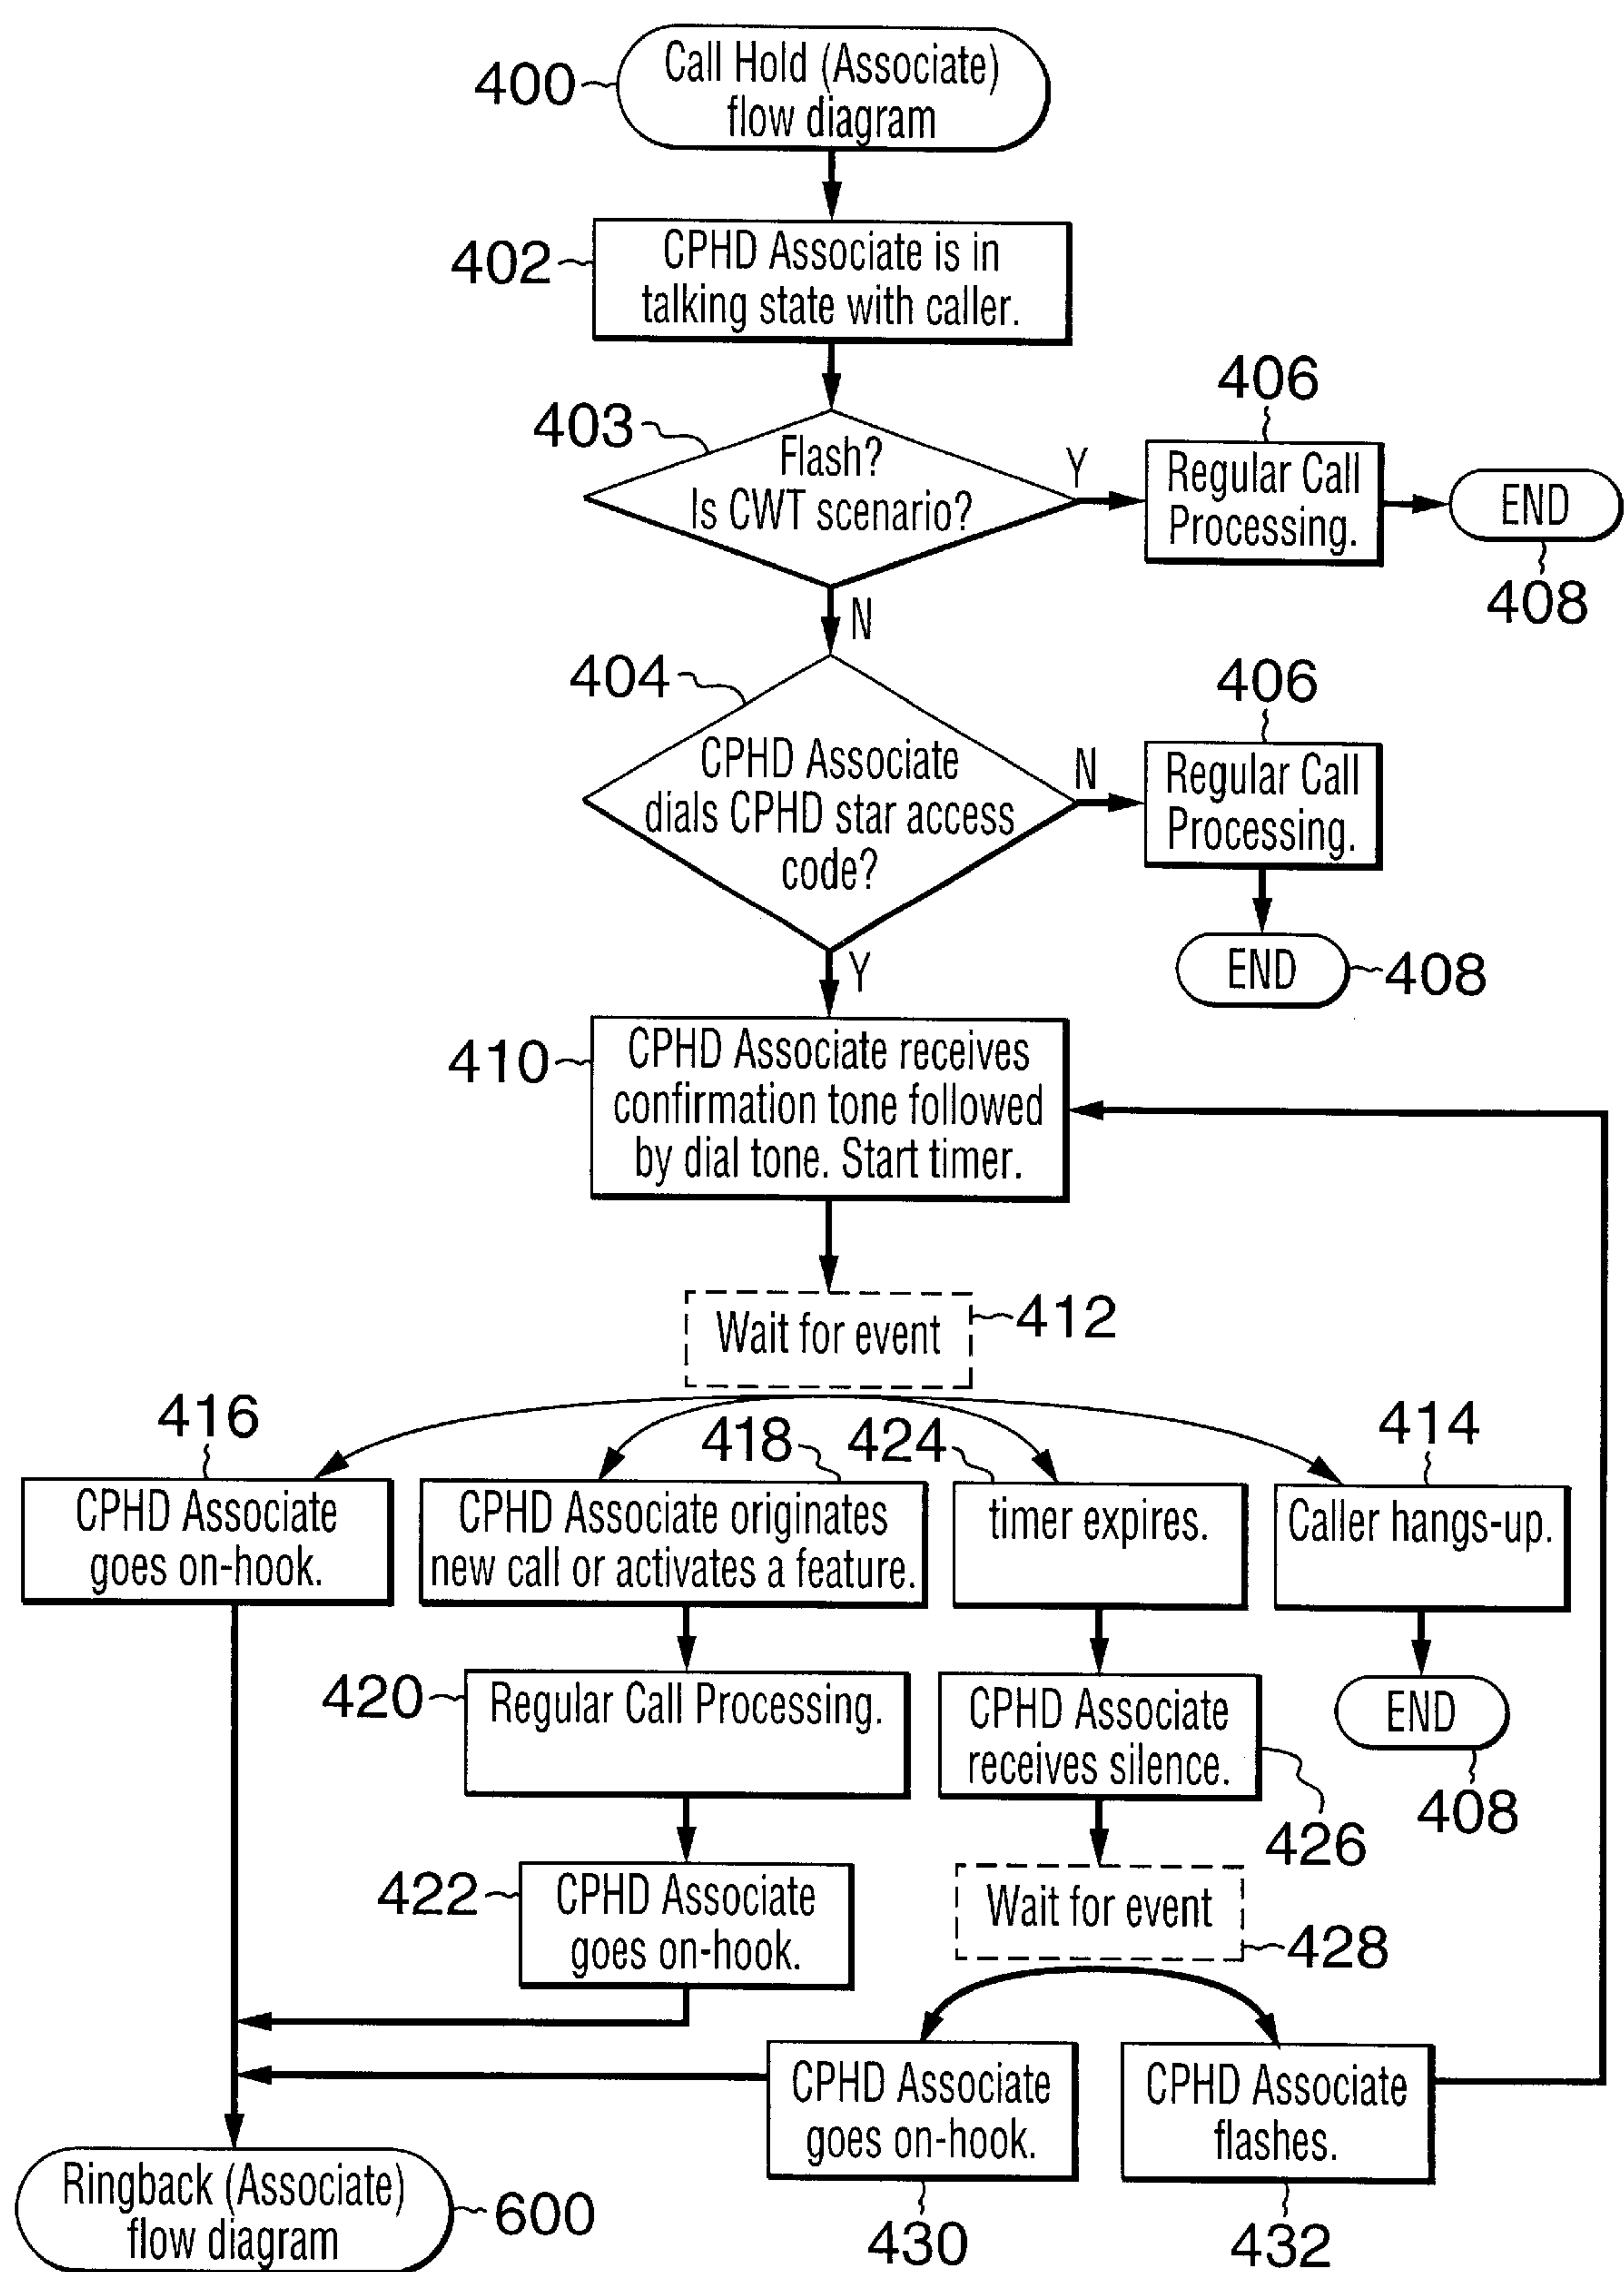 400
Call Hold (Associate)
flow diagram
402
CPHD Associate is in
talking state with caller.
403
Flash?
Is CWT scenario?
Y
406
Regular Call
Processing.
END
408
N
404
CPHD Associate
dials CPHD star access
code?
N
406
Regular Call
Processing.
END
408
Y
410
CPHD Associate receives
confirmation tone followed
by dial tone. Start timer.
Wait for event
412
416
CPHD Associate
goes on-hook.
418
CPHD Associate originates
new call or activates a feature.
424
timer expires.
414
Caller hangs-up.
420
Regular Call Processing.
CPHD Associate
receives silence.
426
END
408
422
CPHD Associate
goes on-hook.
Wait for event
428
CPHD Associate
goes on-hook.
430
CPHD Associate
flashes.
432
Ringback (Associate)
flow diagram
600